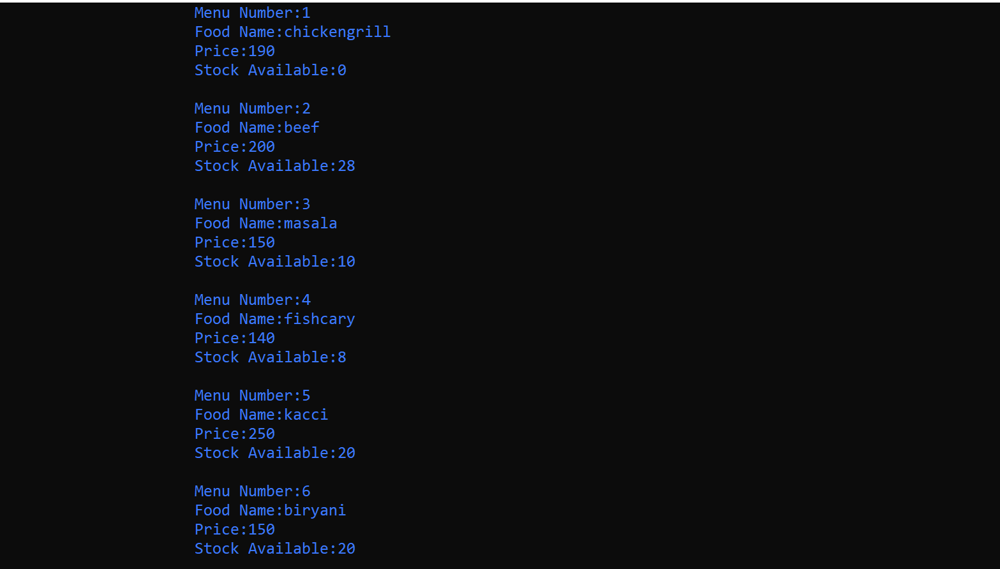 Menu Number:1
Food Name:chickengrill
Price:190
Stock Available:0
Menu Number:2
Food Name:beef
Price:200
Stock Available:28
Menu Number:3
Food Name:masala
Price:150
Stock Available:10
Menu Number:4
Food Name:fishcary
Price:140
Stock Available:8
Menu Number:5
Food Name:kacci
Price:250
Stock Available:20
Menu Number:6
Food Name:biryani
Price:150
Stock Available:20